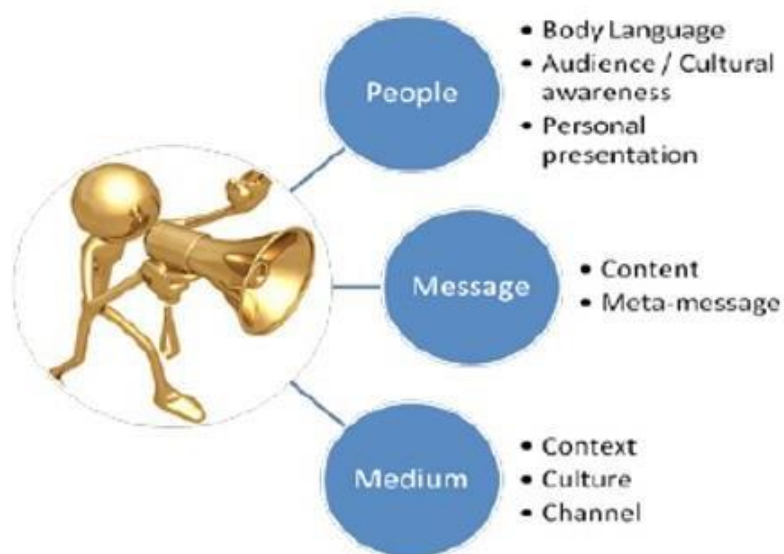 People
• Body Language
• Audience / Cultural
awareness
• Personal
presentation
Message
• Content
• Meta-message
Medium
• Context
• Culture
• Channel